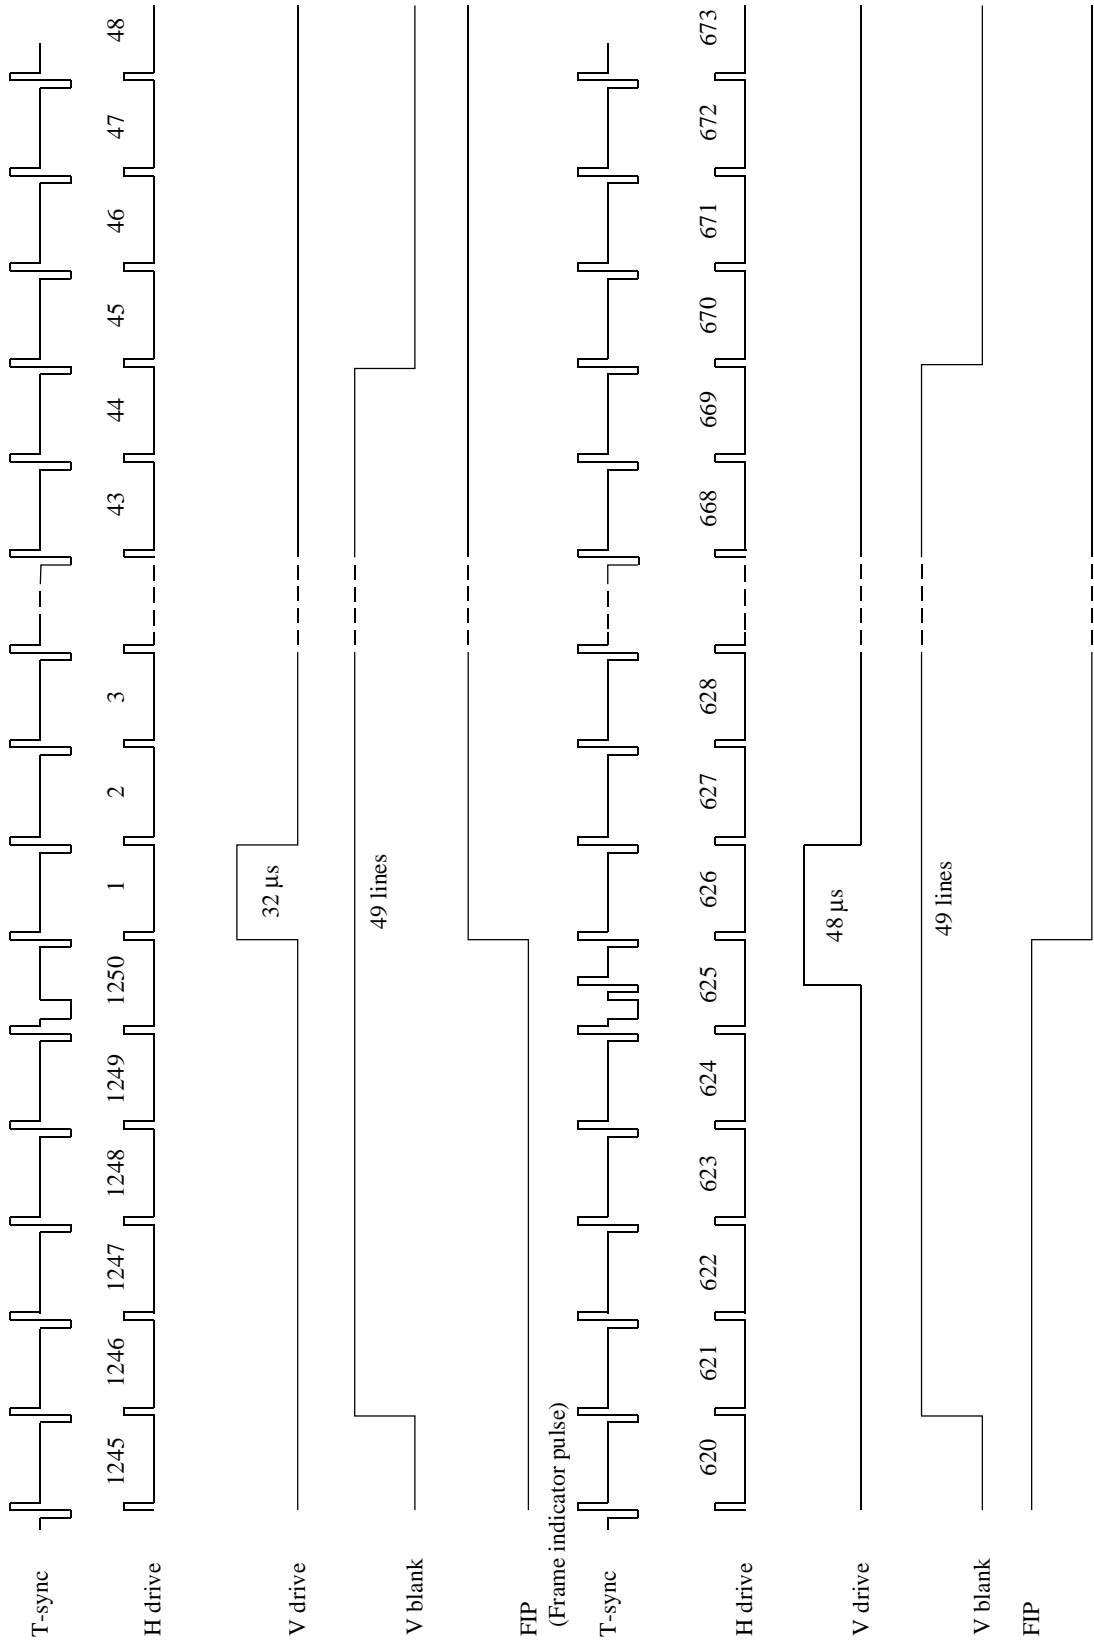 T-sync
1245 1246 1247 1248 1249 1250 1 2 3 43 44 45 46 47 48
H drive
32 µs
V drive
49 lines
V blank
FIP
(Frame indicator pulse)
T-sync
620 621 622 623 624 625 626 627 628 668 669 670 671 672 673
H drive
48 µs
V drive
49 lines
V blank
FIP